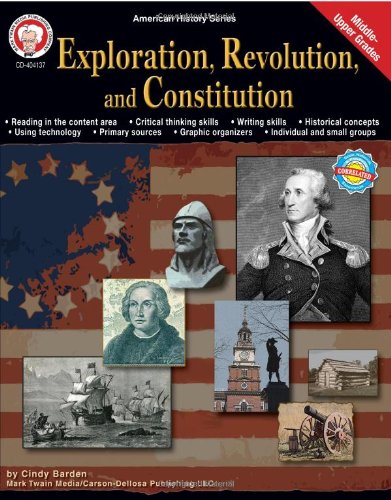 American History Series
CD-404137
Middle-
Upper Grades
Exploration, Revolution,
and Constitution
• Reading in the content area • Critical thinking skills • Writing skills • Historical concepts
• Using technology • Primary sources • Graphic organizers • Individual and small groups
CORRELATED
by Cindy Barden
Mark Twain Media/Carson-Dellosa Publishing LLC